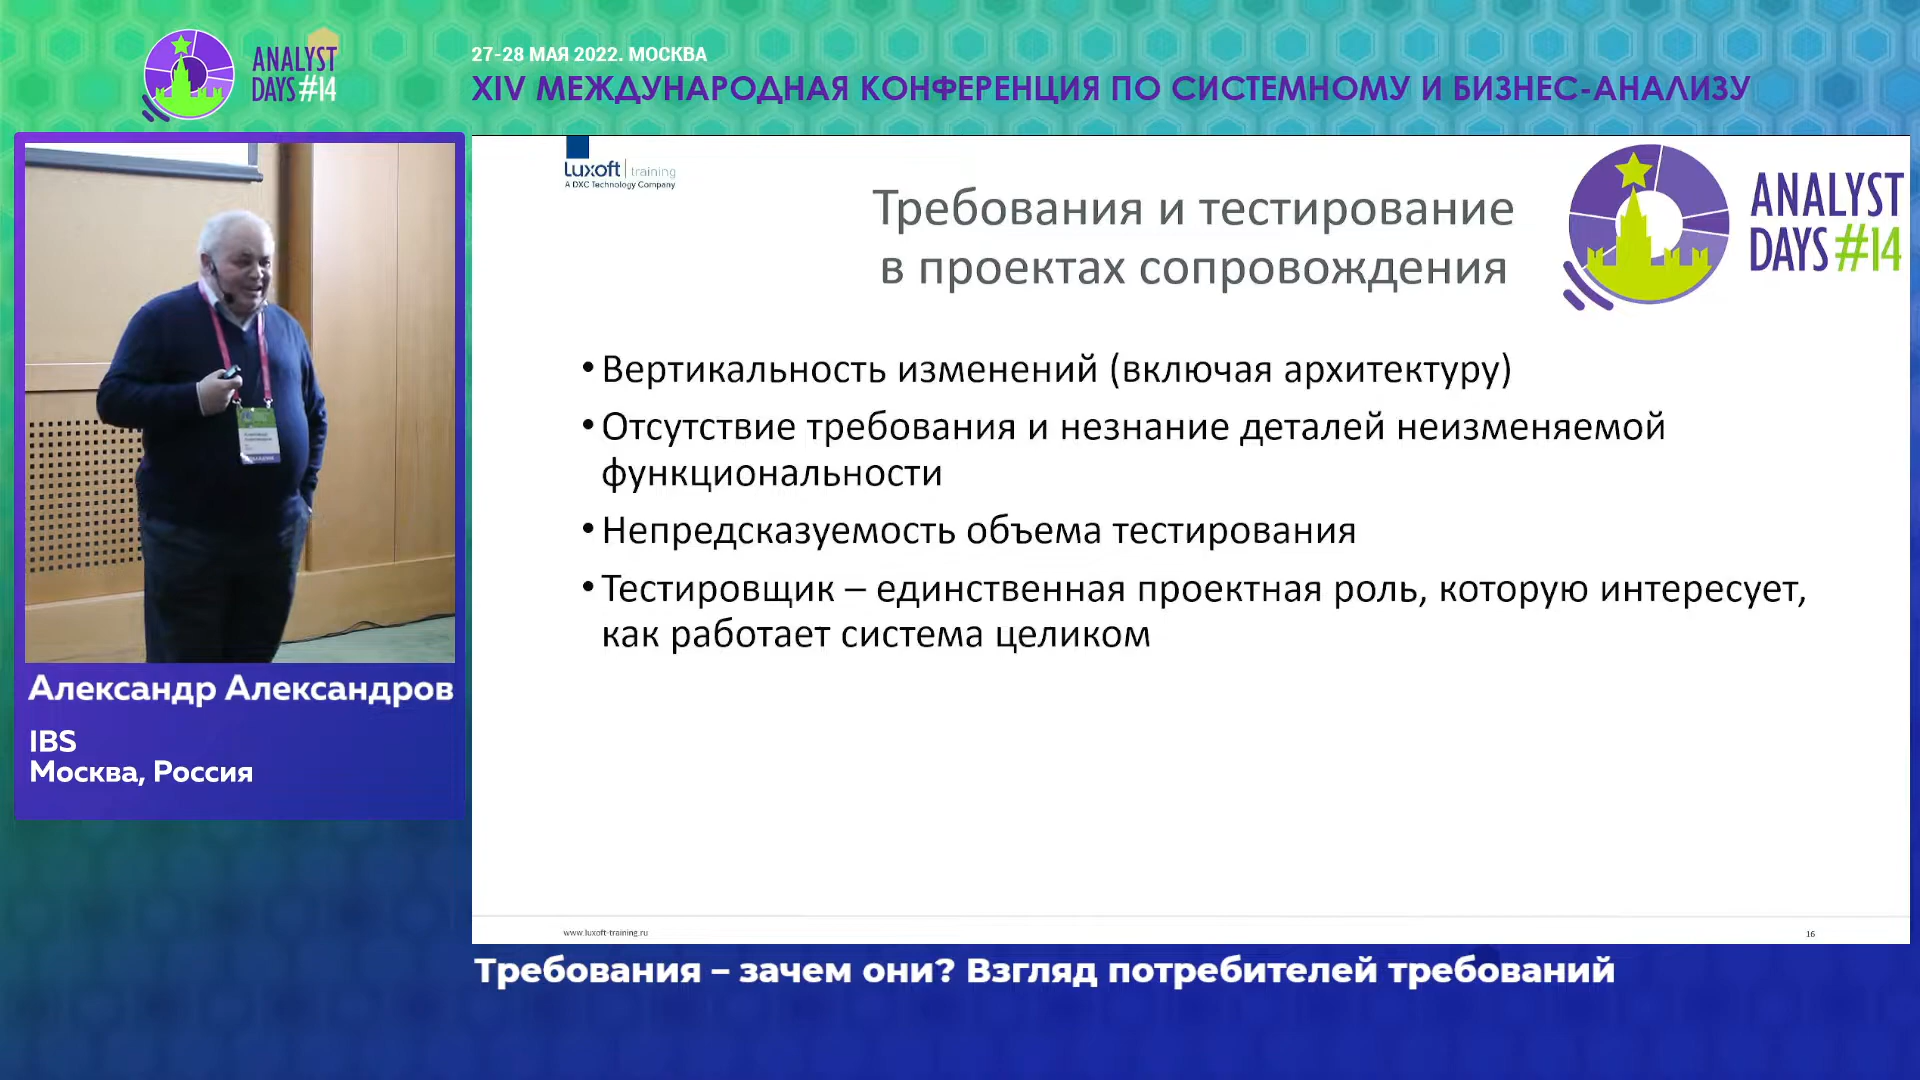 ANALYST
DAYS #14
27-28 МАЯ 2022. МОСКВА
XIV МЕЖДУНАРОДНАЯ КОНФЕРЕНЦИЯ ПО СИСТЕМНОМУ И БИЗНЕС-АНАЛИЗУ
Luxoft training
A DXC Technology Company
Требования и тестирование
в проектах сопровождения
ANALYST
DAYS #14
• Вертикальность изменений (включая архитектуру)
• Отсутствие требования и незнание деталей неизменяемой
функциональности
• Непредсказуемость объема тестирования
• Тестировщик – единственная проектная роль, которую интересует,
как работает система целиком
Александр Александров
IBS
Москва, Россия
www.luxoft-training.ru
16
Требования – зачем они? Взгляд потребителей требований